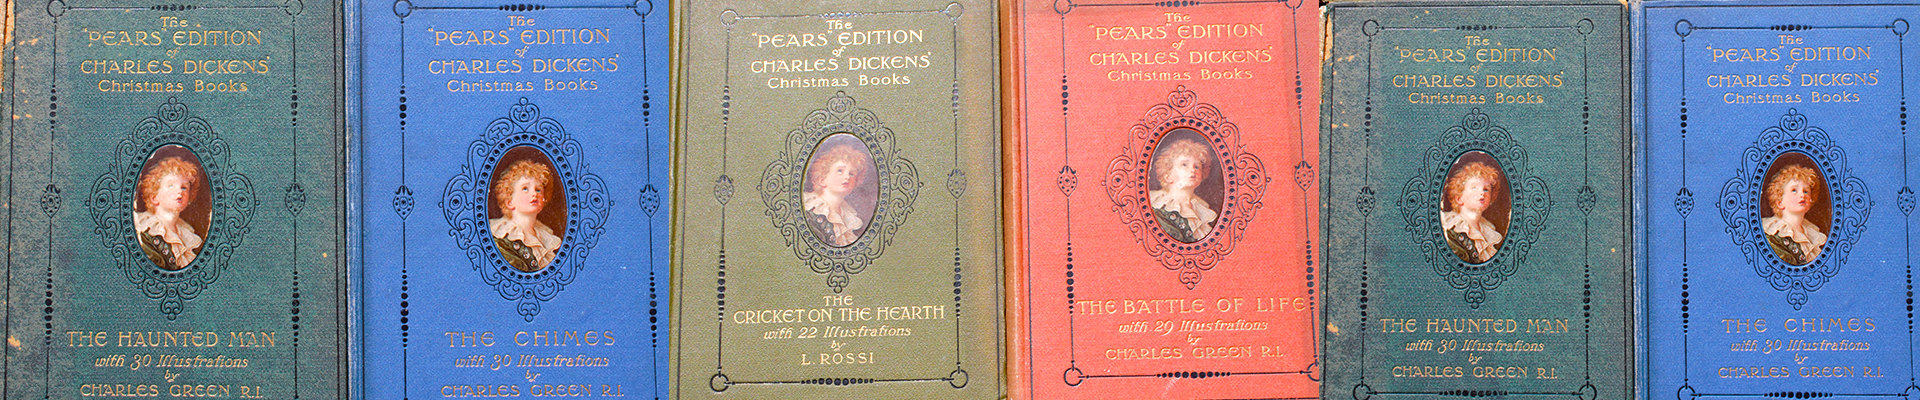 The
"PEARS" EDITION
of
CHARLES DICKENS'
Christmas Books
THE HAUNTED MAN
with 30 Illustrations
by
CHARLES GREEN R.I.
The
"PEARS" EDITION
of
CHARLES DICKENS'
Christmas Books
THE CHIMES
with 30 Illustrations
by
CHARLES GREEN R.I.
The
"PEARS" EDITION
of
CHARLES DICKENS'
Christmas Books
THE
CRICKET ON THE HEARTH
with 22 Illustrations
by
L. ROSSI
The
"PEARS" EDITION
of
CHARLES DICKENS'
Christmas Books
THE BATTLE OF LIFE
with 29 Illustrations
by
CHARLES GREEN R.I.
The
"PEARS" EDITION
of
CHARLES DICKENS'
Christmas Books
THE HAUNTED MAN
with 30 Illustrations
by
CHARLES GREEN R.I.
The
"PEARS" EDITION
of
CHARLES DICKENS'
Christmas Books
THE CHIMES
with 30 Illustrations
by
CHARLES GREEN R.I.